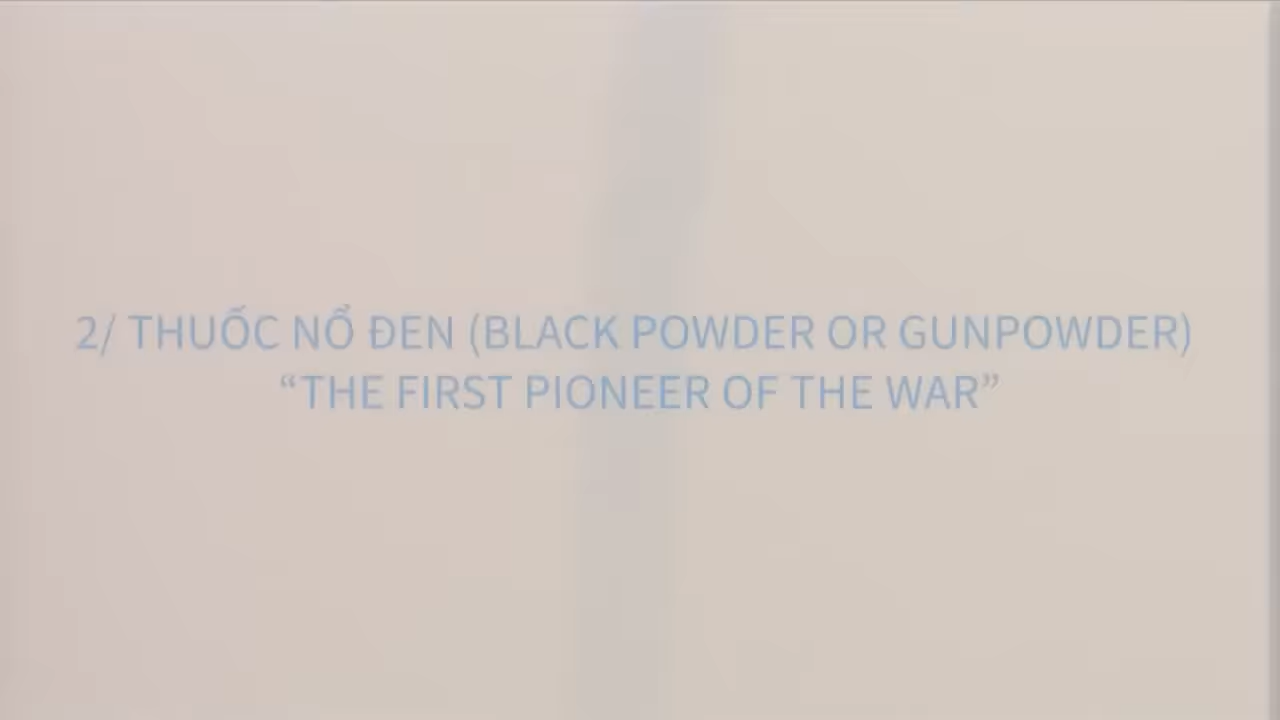 2/ THUỐC NỔ ĐEN (BLACK POWDER OR GUNPOWDER)
“THE FIRST PIONEER OF THE WAR”